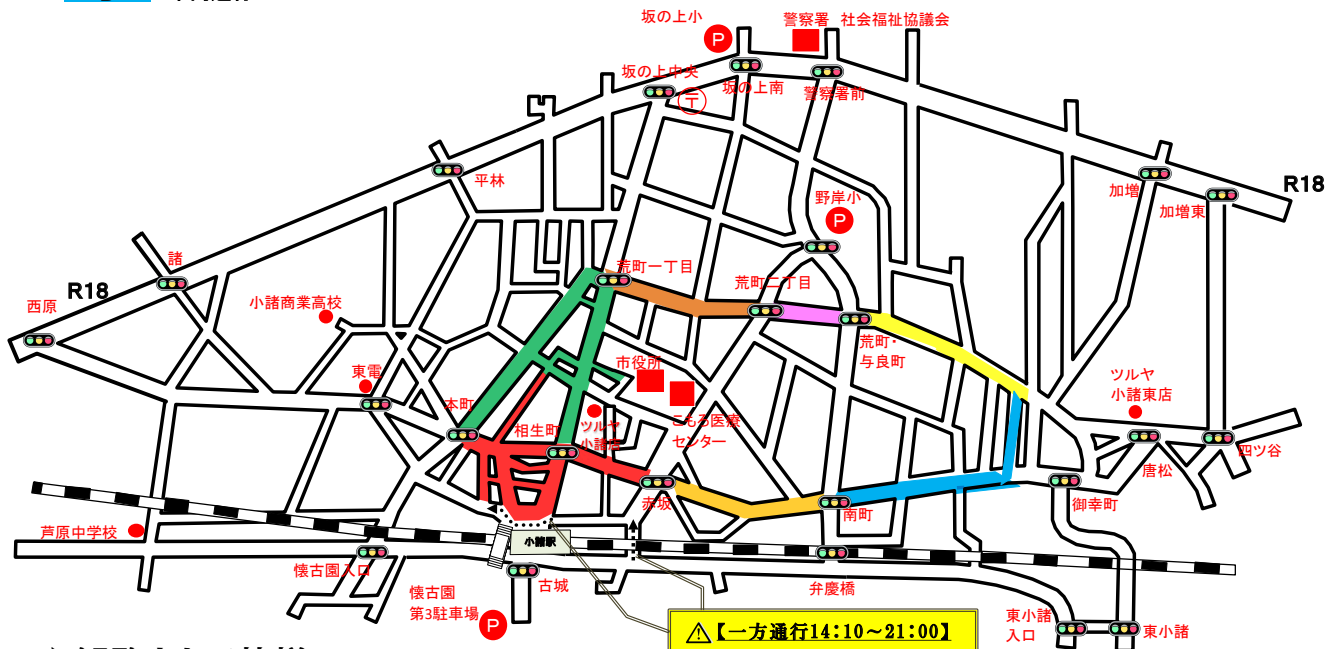 坂の上小
P
警察署
社会福祉協議会
坂の上中央
坂の上南
警察署前
〒
平林
加増
R18
加増東
野岸小
P
諸
荒町一丁目
荒町二丁目
R18
西原
小諸商業高校
荒町・
与良町
東電
市役所
ツルヤ
小諸東店
本町
相生町
ツルヤ
小諸店
こもろ医療
センター
唐松
四ツ谷
赤坂
南町
御幸町
芦原中学校
小諸駅
懐古園入口
古城
弁慶橋
懐古園
第3駐車場
P
東小諸
入口
東小諸
⚠【一方通行14:10～21:00】